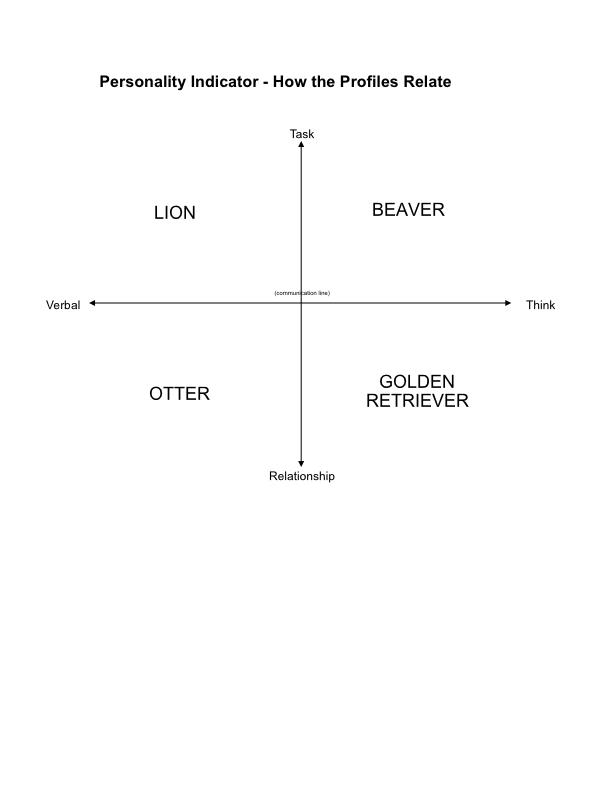 Personality Indicator - How the Profiles Relate
Task
LION
BEAVER
(communication line)
Verbal
Think
OTTER
GOLDEN
RETRIEVER
Relationship